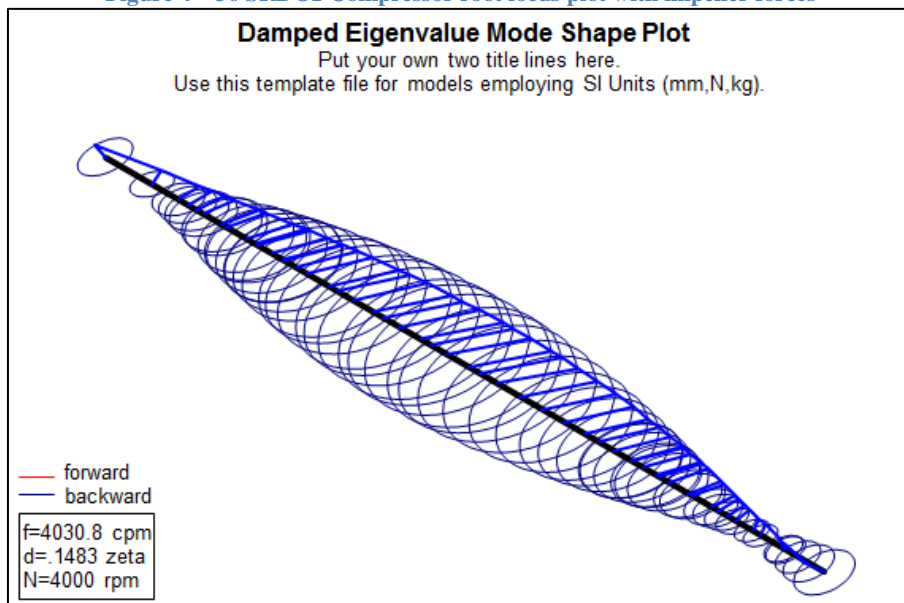 Damped Eigenvalue Mode Shape Plot
Put your own two title lines here.
Use this template file for models employing SI Units (mm,N,kg).
forward
backward
f=4030.8 cpm
d=.1483 zeta
N=4000 rpm